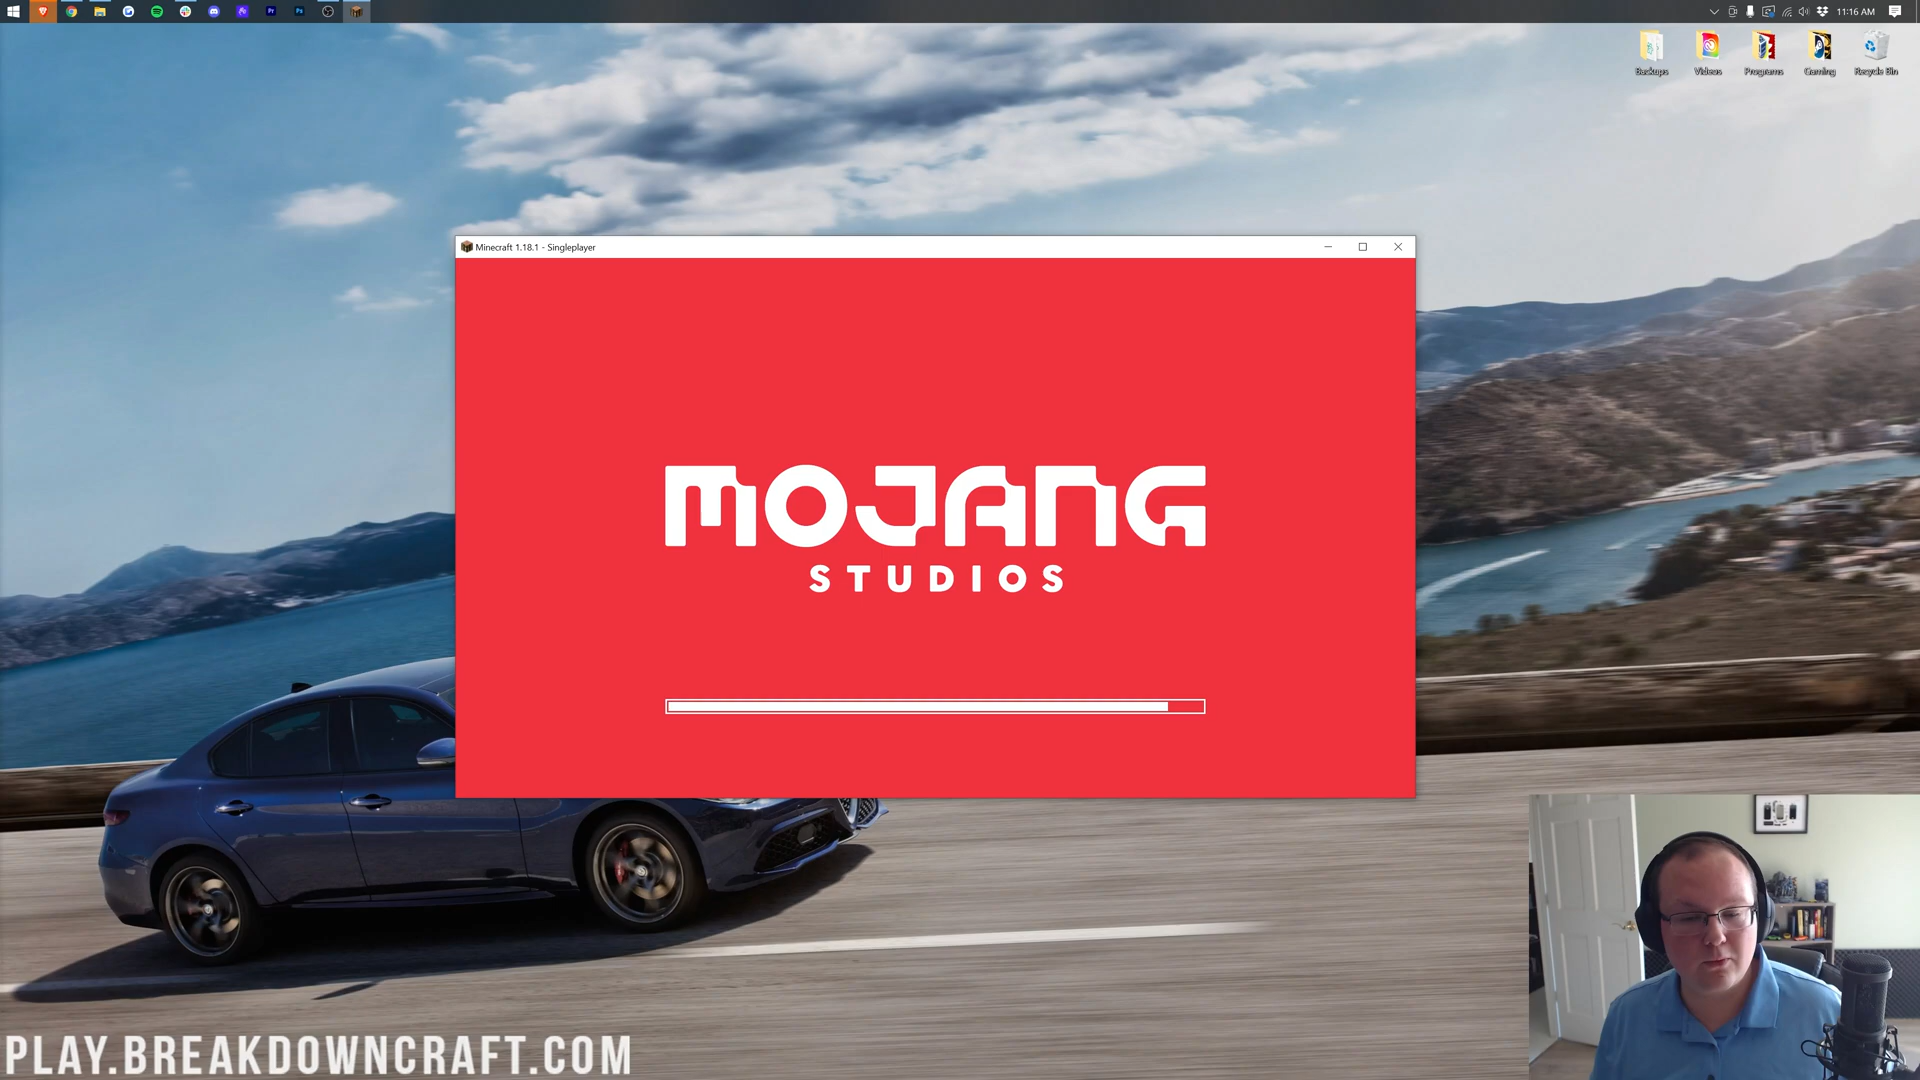 11:16 AM
Backups
Videos
Programs
Gaming
Recycle Bin
Minecraft 1.18.1 - Singleplayer
MOJANG
STUDIOS
PLAY.BREAKDOWNCRAFT.COM